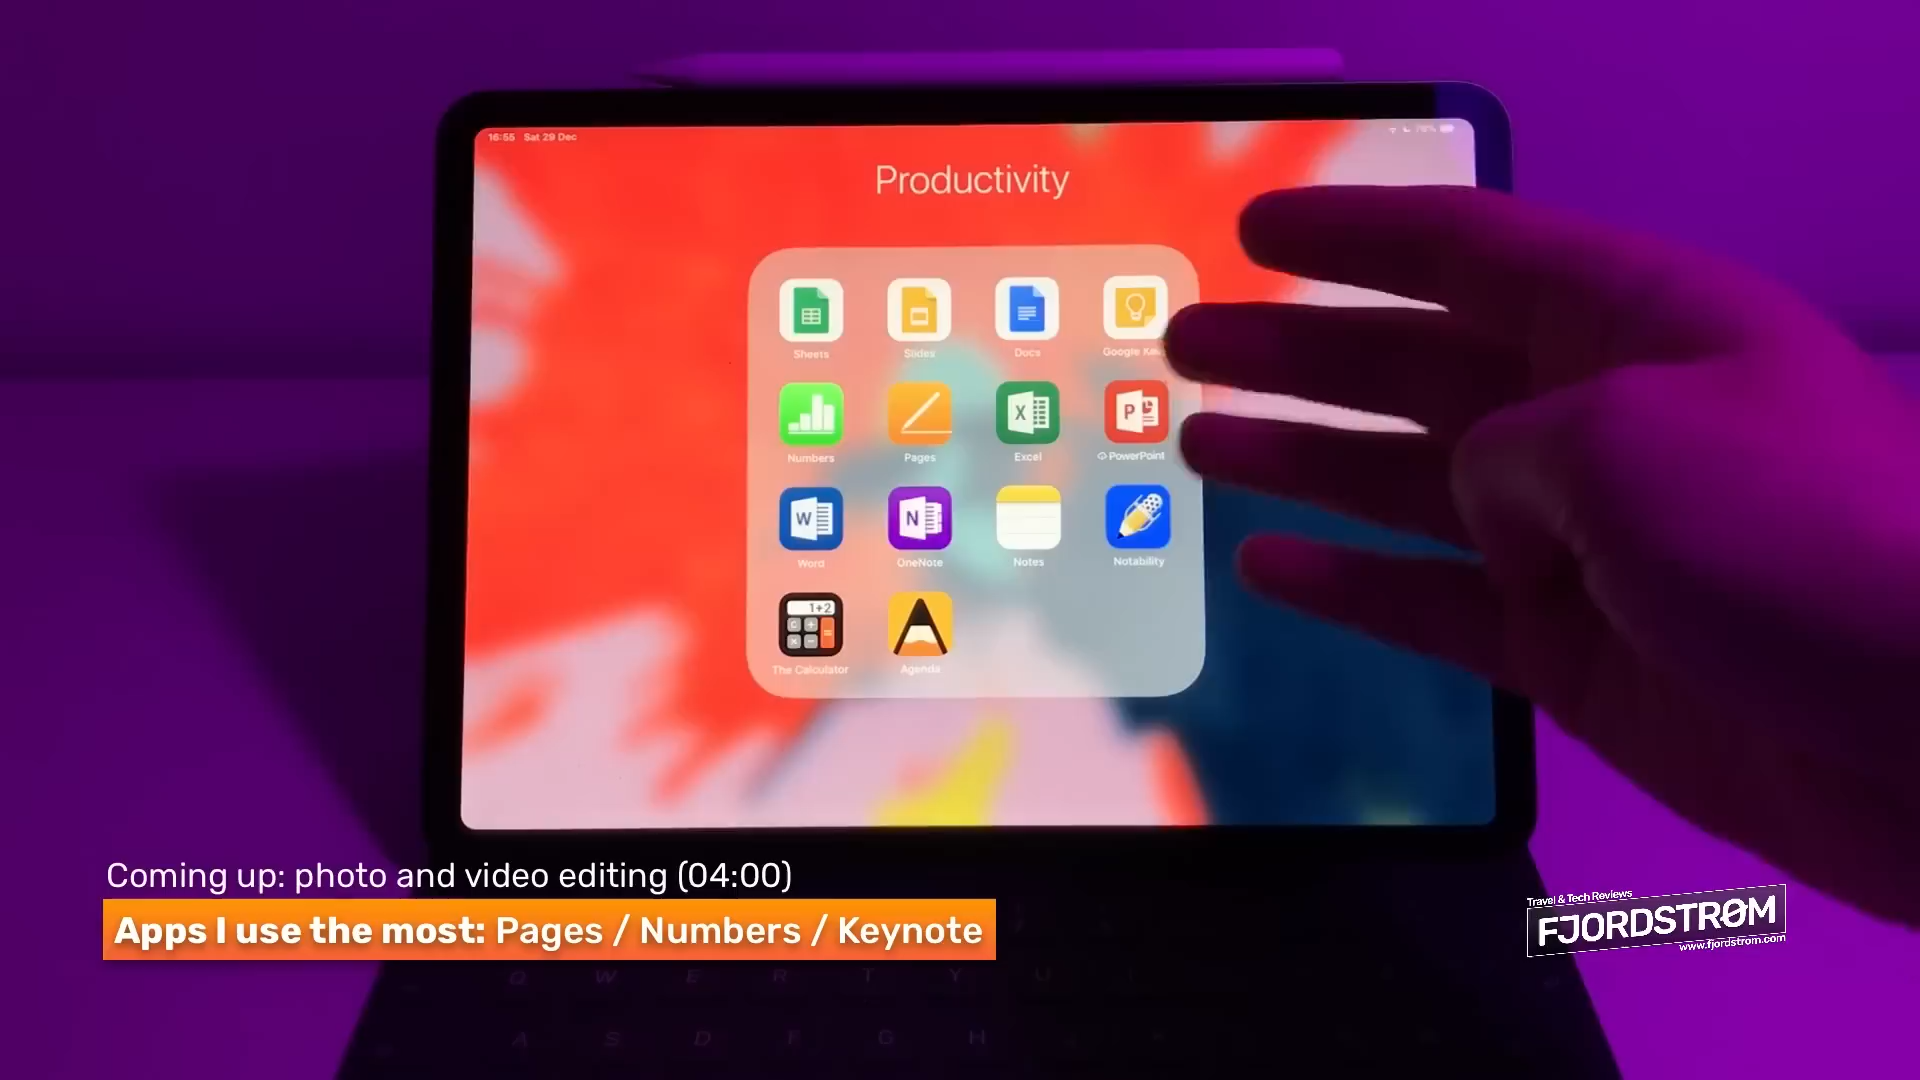 16:55 Sat 29 Dec
Productivity
Sheets Slides Docs Google
Numbers Pages Excel PowerPoint
W N
Word OneNote Notes Notability
1+2
The Calculator Agenda
Coming up: photo and video editing (04:00)
Apps I use the most: Pages / Numbers / Keynote
Travel & Tech Reviews
FJORDSTRØM
www.fjordstrom.com
Q W E R T Y U
A S D F G H